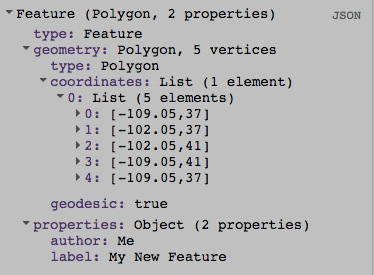 Feature (Polygon, 2 properties) JSON
type: Feature
geometry: Polygon, 5 vertices
type: Polygon
coordinates: List (1 element)
0: List (5 elements)
0: [-109.05,37]
1: [-102.05,37]
2: [-102.05,41]
3: [-109.05,41]
4: [-109.05,37]
geodesic: true
properties: Object (2 properties)
author: Me
label: My New Feature